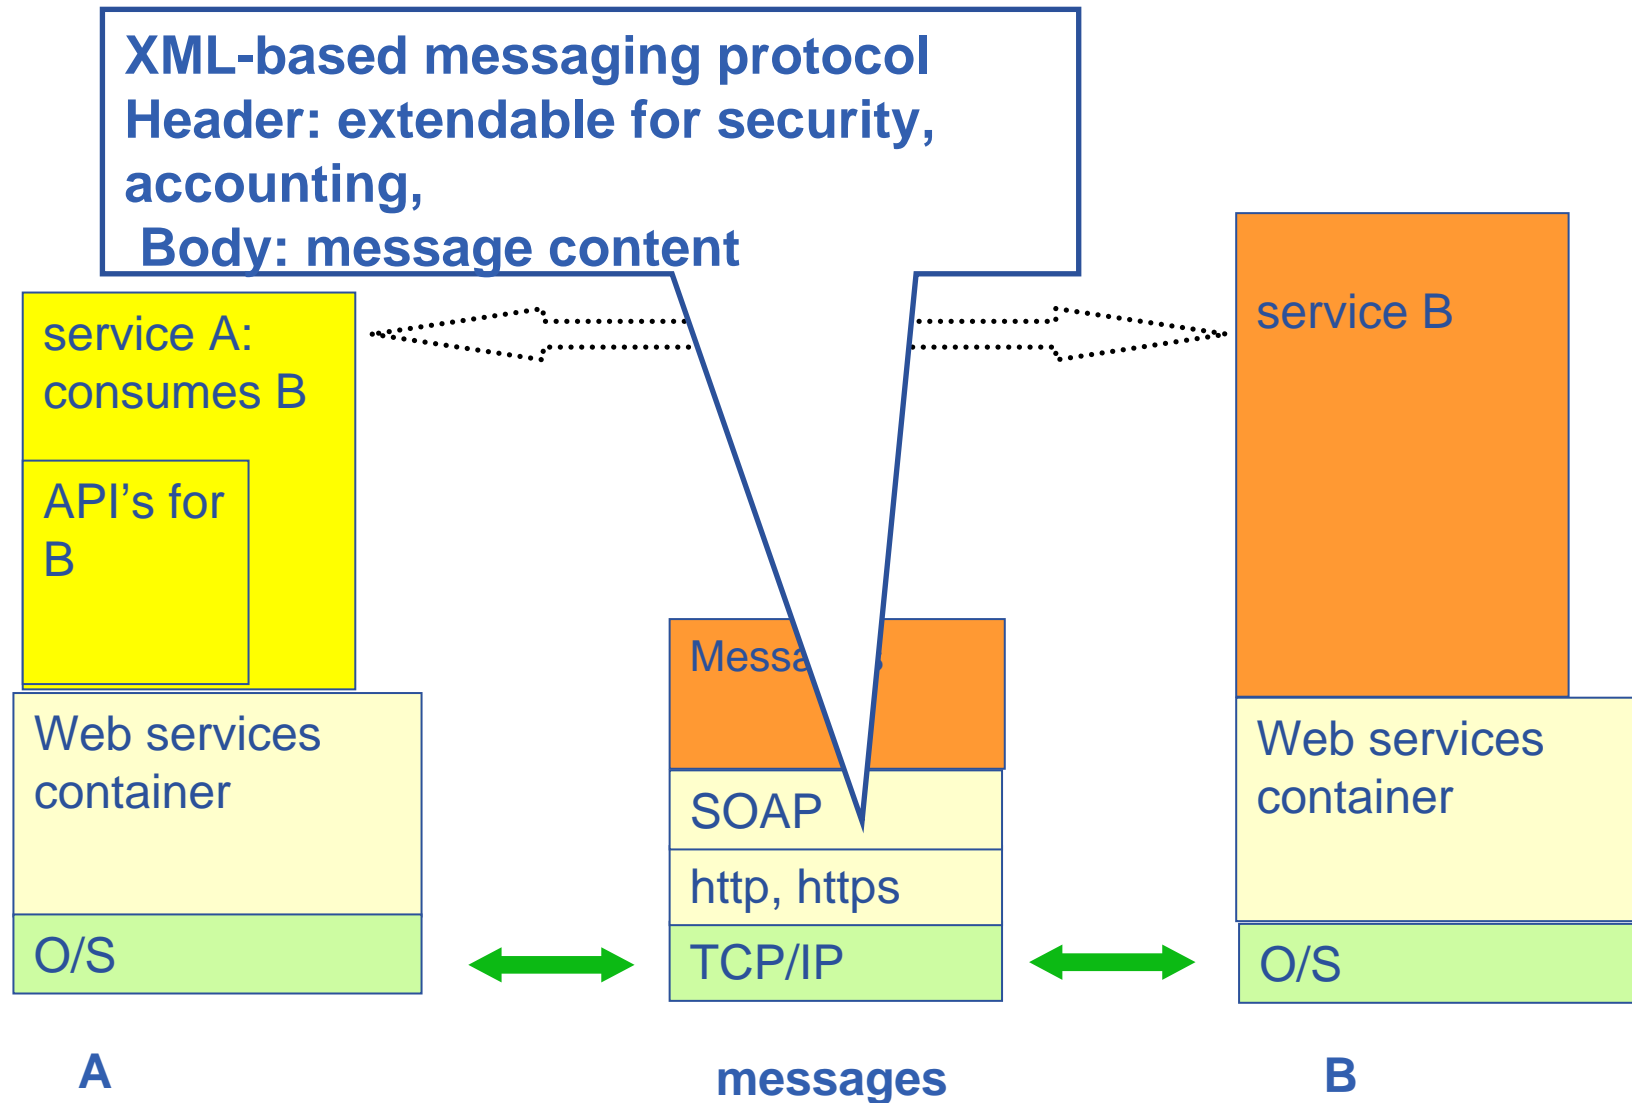 XML-based messaging protocol
Header: extendable for security,
accounting,
Body: message content
service A:
consumes B
API's for
B
Web services
container
O/S
A
SOAP
http, https
TCP/IP
messages
service B
Web services
container
O/S
B